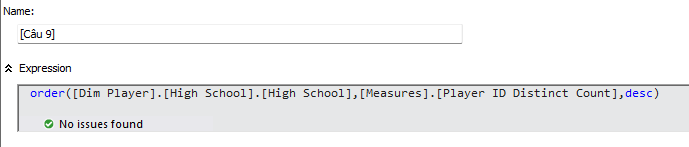 Name:
[Câu 9]
Expression
order([Dim Player].[High School].[High School],[Measures].[Player ID Distinct Count],desc)
No issues found